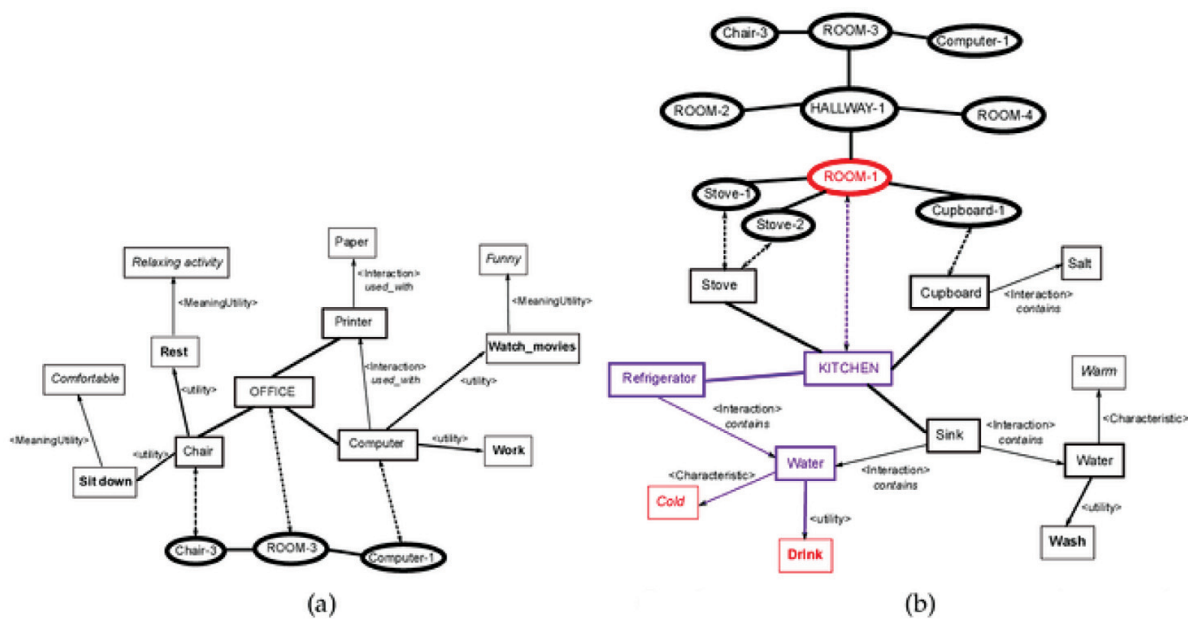 Paper
Relaxing activity
<Interaction>
used_with
Funny
<MeaningUtility>
<MeaningUtility>
Printer
Rest
<Interaction>
used_with
Watch_movies
Comfortable
<utility>
OFFICE
<utility>
<MeaningUtility>
<utility>
Chair
Computer
<utility>
Work
Sit down
Chair-3
ROOM-3
Computer-1
(a)
Chair-3
ROOM-3
Computer-1
ROOM-2
HALLWAY-1
ROOM-4
ROOM-1
Stove-1
Stove-2
Cupboard-1
Stove
Cupboard
Salt
<Interaction>
contains
Refrigerator
KITCHEN
Warm
<Interaction>
contains
Sink
<Interaction>
contains
<Characteristic>
Water
<Characteristic>
<Interaction>
contains
Water
Cold
<utility>
<utility>
Drink
Wash
(b)